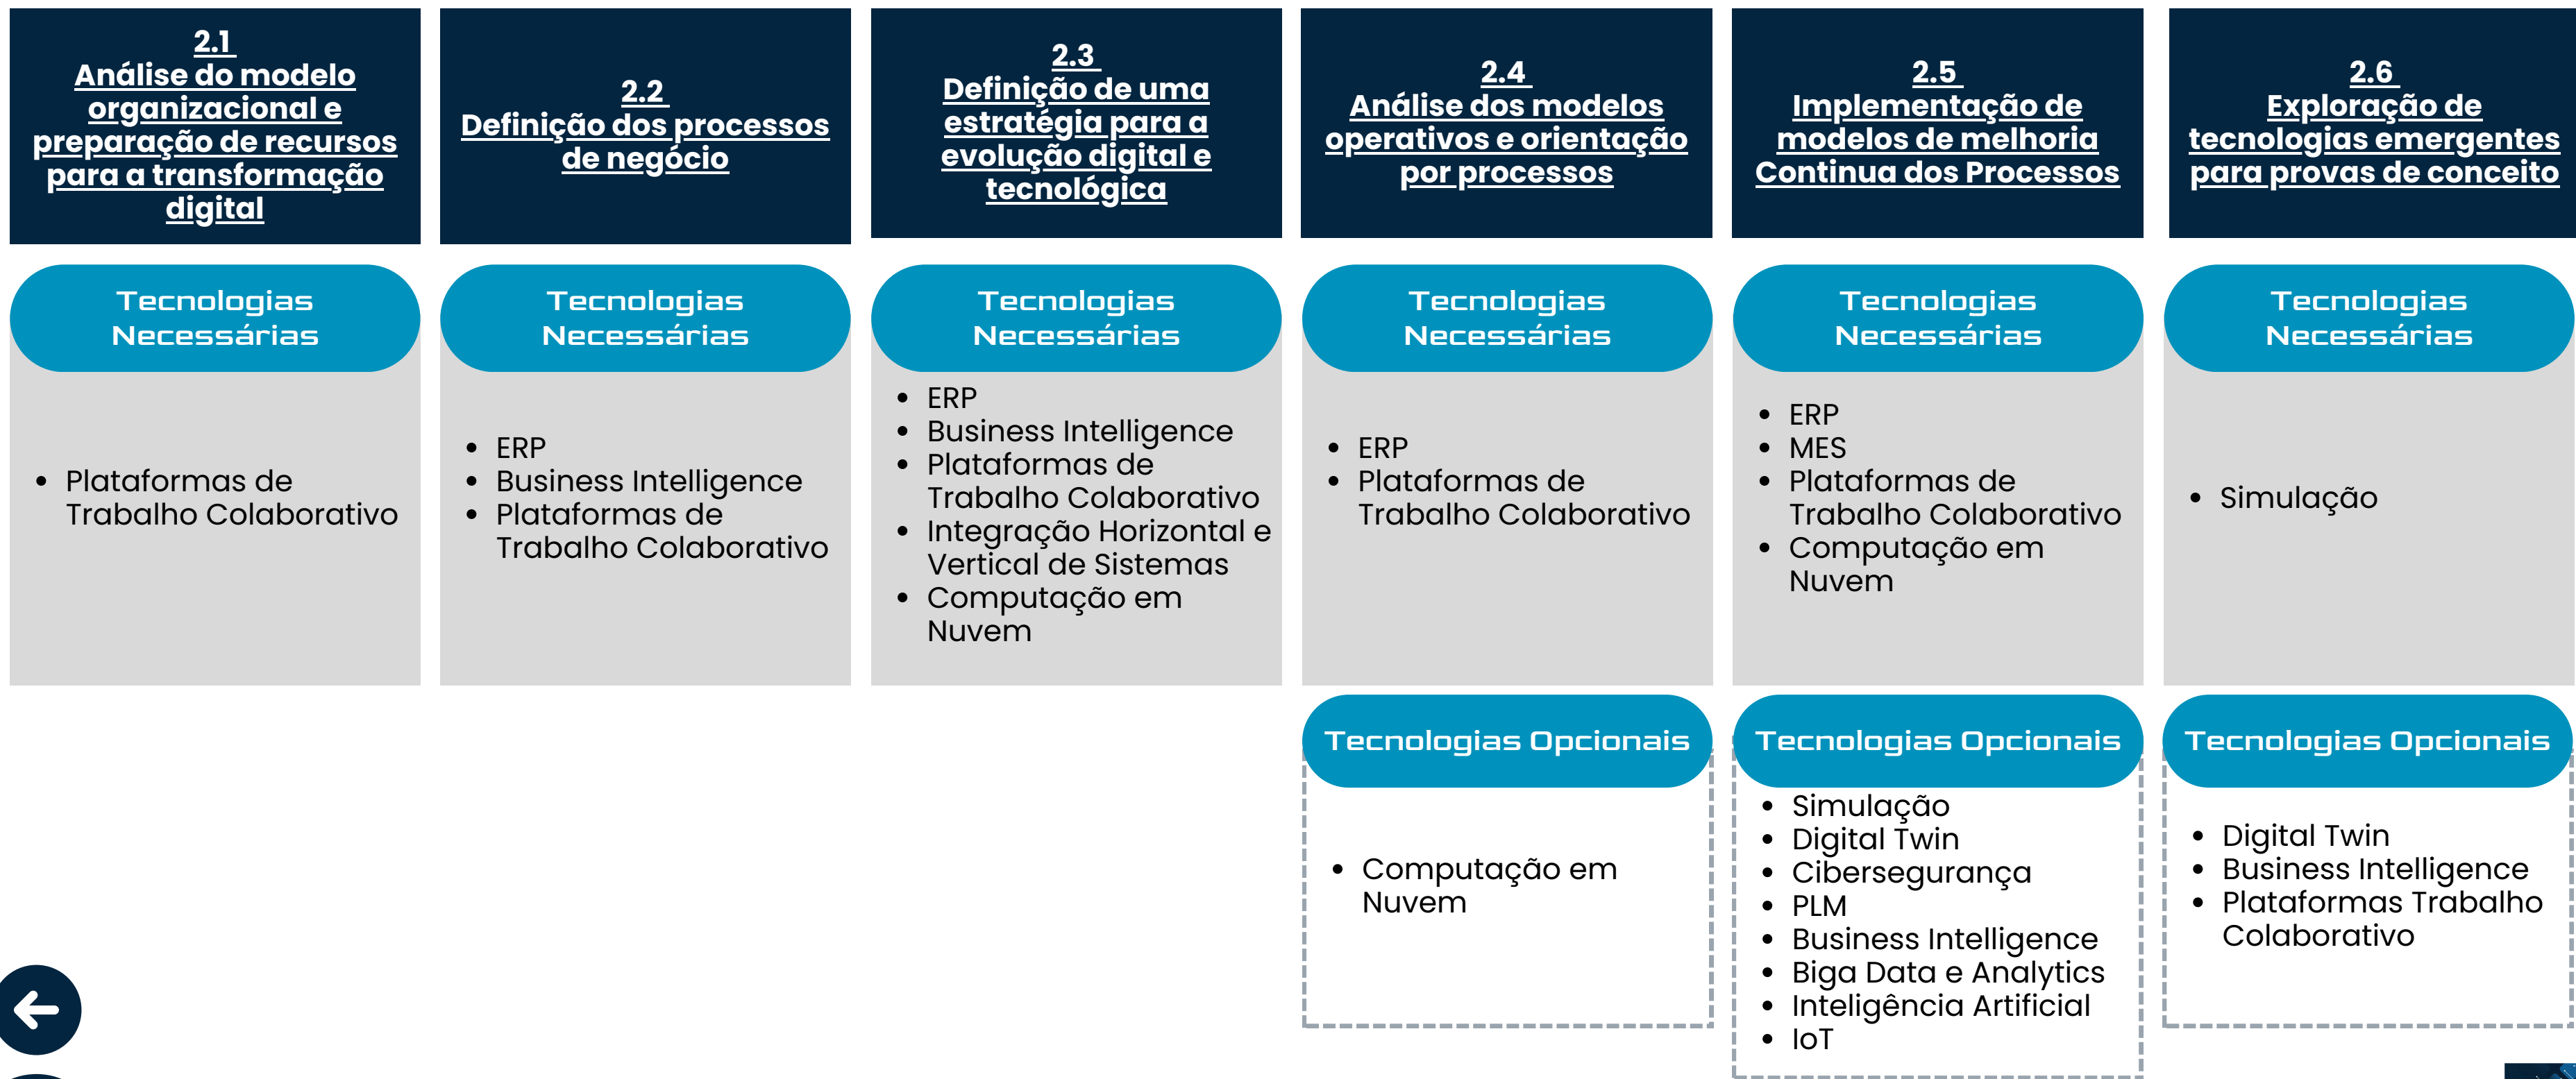 2.1
Análise do modelo
organizacional e
preparação de recursos
para a transformação
digital
Tecnologias
Necessárias
• Plataformas de
Trabalho Colaborativo
2.2
Definição dos processos
de negócio
Tecnologias
Necessárias
• ERP
• Business Intelligence
• Plataformas de
Trabalho Colaborativo
2.3
Definição de uma
estratégia para a
evolução digital e
tecnológica
Tecnologias
Necessárias
• ERP
• Business Intelligence
• Plataformas de
Trabalho Colaborativo
• Integração Horizontal e
Vertical de Sistemas
• Computação em
Nuvem
2.4
Análise dos modelos
operativos e orientação
por processos
Tecnologias
Necessárias
• ERP
• Plataformas de
Trabalho Colaborativo
Tecnologias Opcionais
• Computação em
Nuvem
2.5
Implementação de
modelos de melhoria
Continua dos Processos
Tecnologias
Necessárias
• ERP
• MES
• Plataformas de
Trabalho Colaborativo
• Computação em
Nuvem
Tecnologias Opcionais
• Simulação
• Digital Twin
• Cibersegurança
• PLM
• Business Intelligence
• Biga Data e Analytics
• Inteligência Artificial
• IoT
2.6
Exploração de
tecnologias emergentes
para provas de conceito
Tecnologias
Necessárias
• Simulação
Tecnologias Opcionais
• Digital Twin
• Business Intelligence
• Plataformas Trabalho
Colaborativo